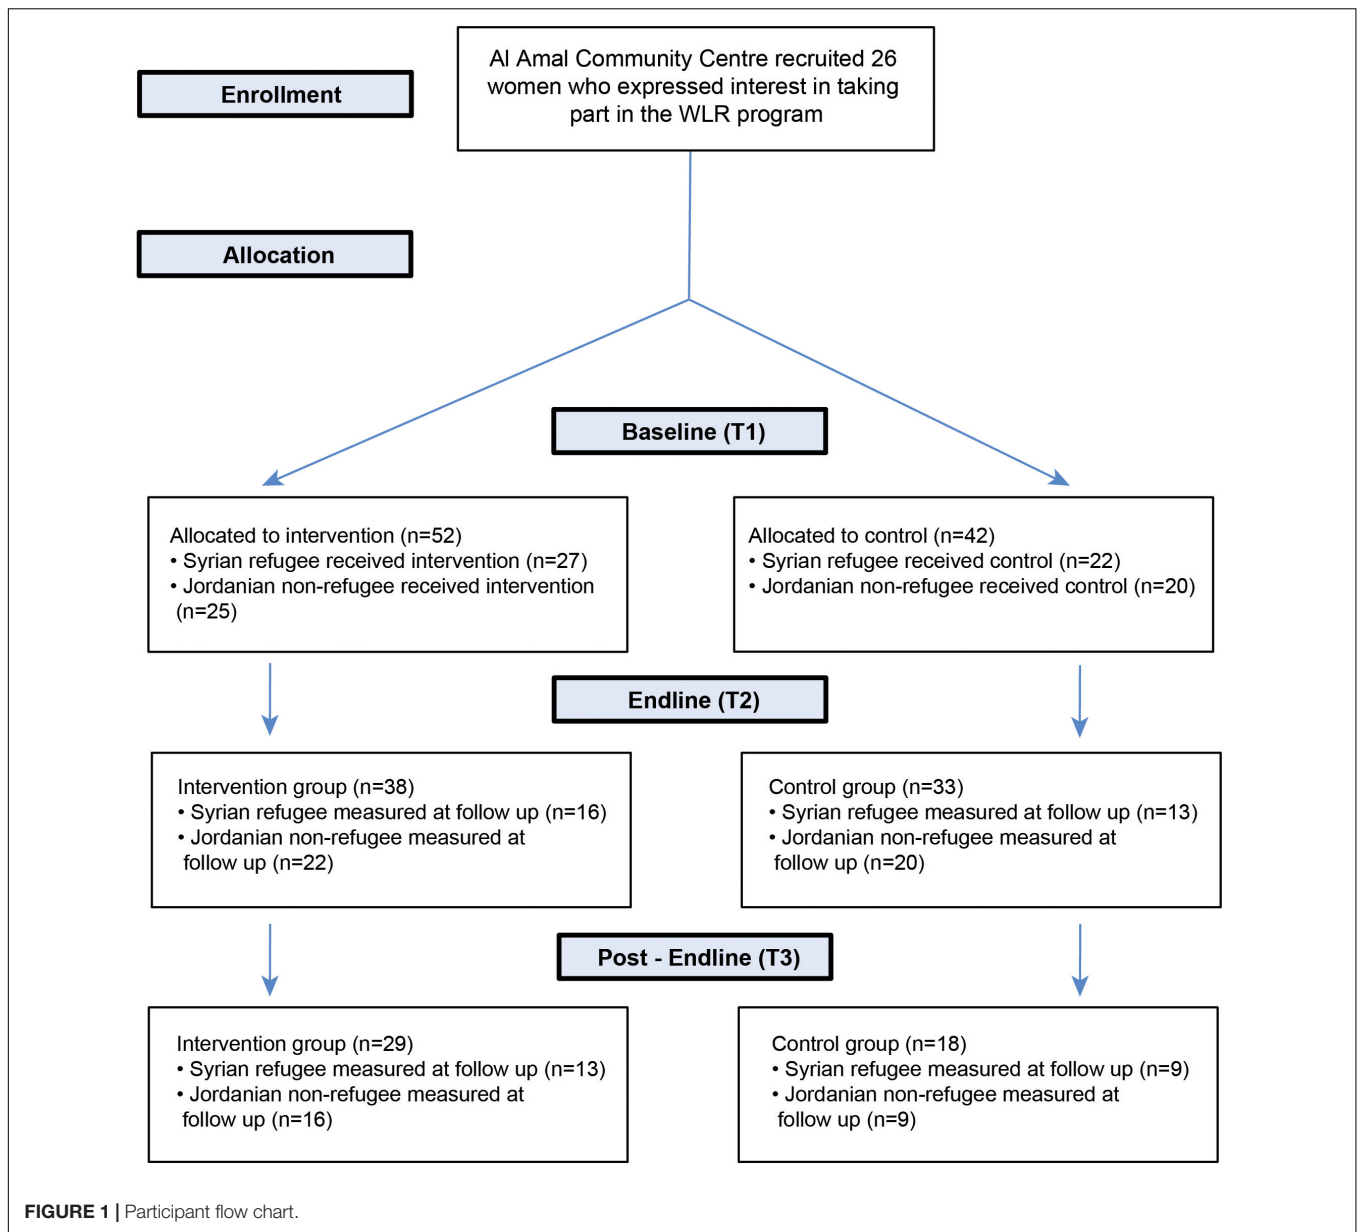 Enrollment
Al Amal Community Centre recruited 26
women who expressed interest in taking
part in the WLR program
Allocation
Baseline (T1)
Allocated to intervention (n=52)
• Syrian refugee received intervention (n=27)
• Jordanian non-refugee received intervention
(n=25)
Allocated to control (n=42)
• Syrian refugee received control (n=22)
• Jordanian non-refugee received control (n=20)
Endline (T2)
Intervention group (n=38)
• Syrian refugee measured at follow up (n=16)
• Jordanian non-refugee measured at
follow up (n=22)
Control group (n=33)
• Syrian refugee measured at follow up (n=13)
• Jordanian non-refugee measured at
follow up (n=20)
Post - Endline (T3)
Intervention group (n=29)
• Syrian refugee measured at follow up (n=13)
• Jordanian non-refugee measured at
follow up (n=16)
Control group (n=18)
• Syrian refugee measured at follow up (n=9)
• Jordanian non-refugee measured at
follow up (n=9)
FIGURE 1 | Participant flow chart.